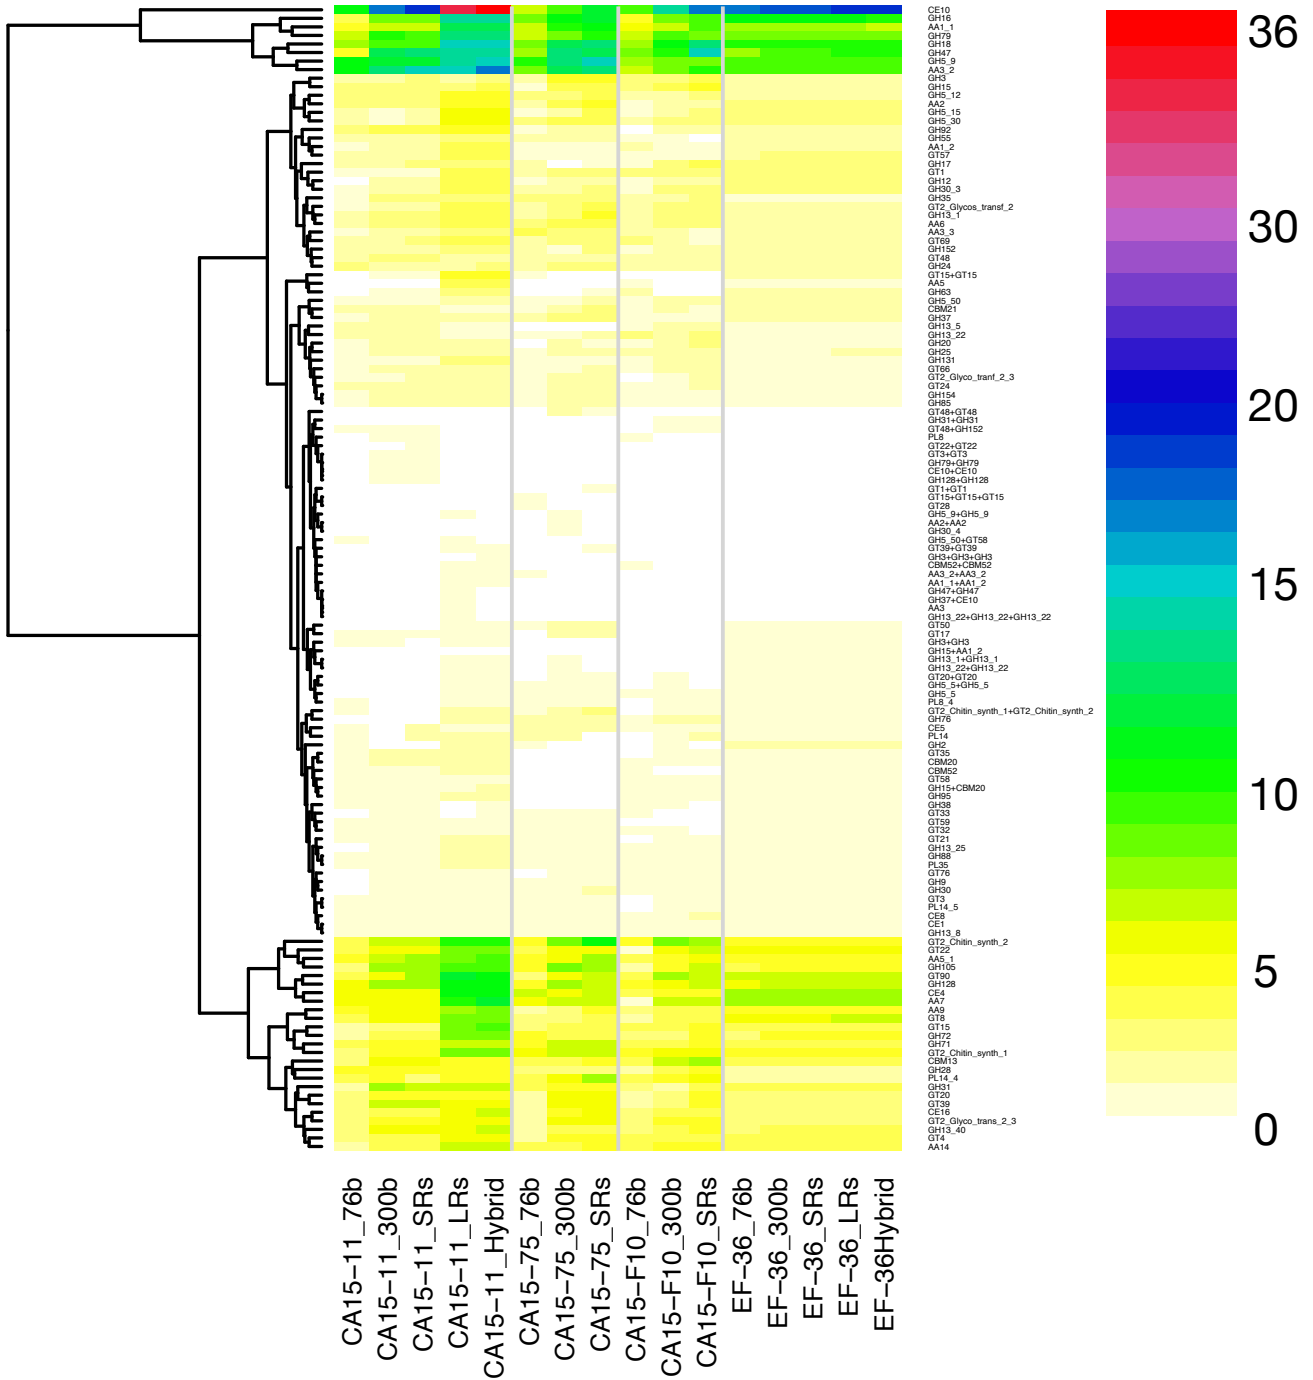 CE10
GH16
AA1_1
GH79
GH18
GH47
GH5_9
AA3_2
GH3
GH15
GH5_12
AA2
GH5_15
GH5_30
GH92
GH55
AA1_2
GT57
GH17
GT1
GH12
GH30_3
GH35
GT2_Glycos_transf_2
GH13_1
AA6
AA3_3
GT69
GH152
GT48
GH24
GT15+GT15
AA5
GH63
GH5_50
CBM21
GH37
GH13_5
GH13_22
GH20
GH25
GH131
GT66
GT2_Glyco_tranf_2_3
GT24
GH154
GH85
GT48+GT48
GH31+GH31
GT48+GH152
PL8
GT22+GT22
GT3+GT3
GH79+GH79
CE10+CE10
GH128+GH128
GT1+GT1
GT15+GT15+GT15
GT28
GH5_9+GH5_9
AA2+AA2
GH30_4
GH5_50+GT58
GT39+GT39
GH3+GH3+GH3
CBM52+CBM52
AA3_2+AA3_2
AA1_1+AA1_2
GH47+GH47
GH37+CE10
AA3
GH13_22+GH13_22+GH13_22
GT50
GT17
GH3+GH3
GH15+AA1_2
GH13_1+GH13_1
GH13_22+GH13_22
GT20+GT20
GH5_5+GH5_5
GH5_5
PL8_4
GT2_Chitin_synth_1+GT2_Chitin_synth_2
GH76
CE5
PL14
GH2
GT35
CBM20
CBM52
GT58
GH15+CBM20
GH95
GH38
GT33
GT59
GT32
GT21
GH13_25
GH88
PL35
GT76
GH9
GH30
GT3
PL14_5
CE8
CE1
GH13_8
GT2_Chitin_synth_2
GT22
AA5_1
GH105
GT90
GH128
CE4
AA7
AA9
GT8
GT15
GH72
GH71
GT2_Chitin_synth_1
CBM13
GH28
PL14_4
GH31
GT20
GT39
CE16
GT2_Glyco_trans_2_3
GH13_40
GT4
AA14
36
30
20
15
10
5
0
CA15−11_76b
CA15−11_300b
CA15−11_SRs
CA15−11_LRs
CA15−11_Hybrid
CA15−75_76b
CA15−75_300b
CA15−75_SRs
CA15−F10_76b
CA15−F10_300b
CA15−F10_SRs
EF−36_76b
EF−36_300b
EF−36_SRs
EF−36_LRs
EF−36Hybrid